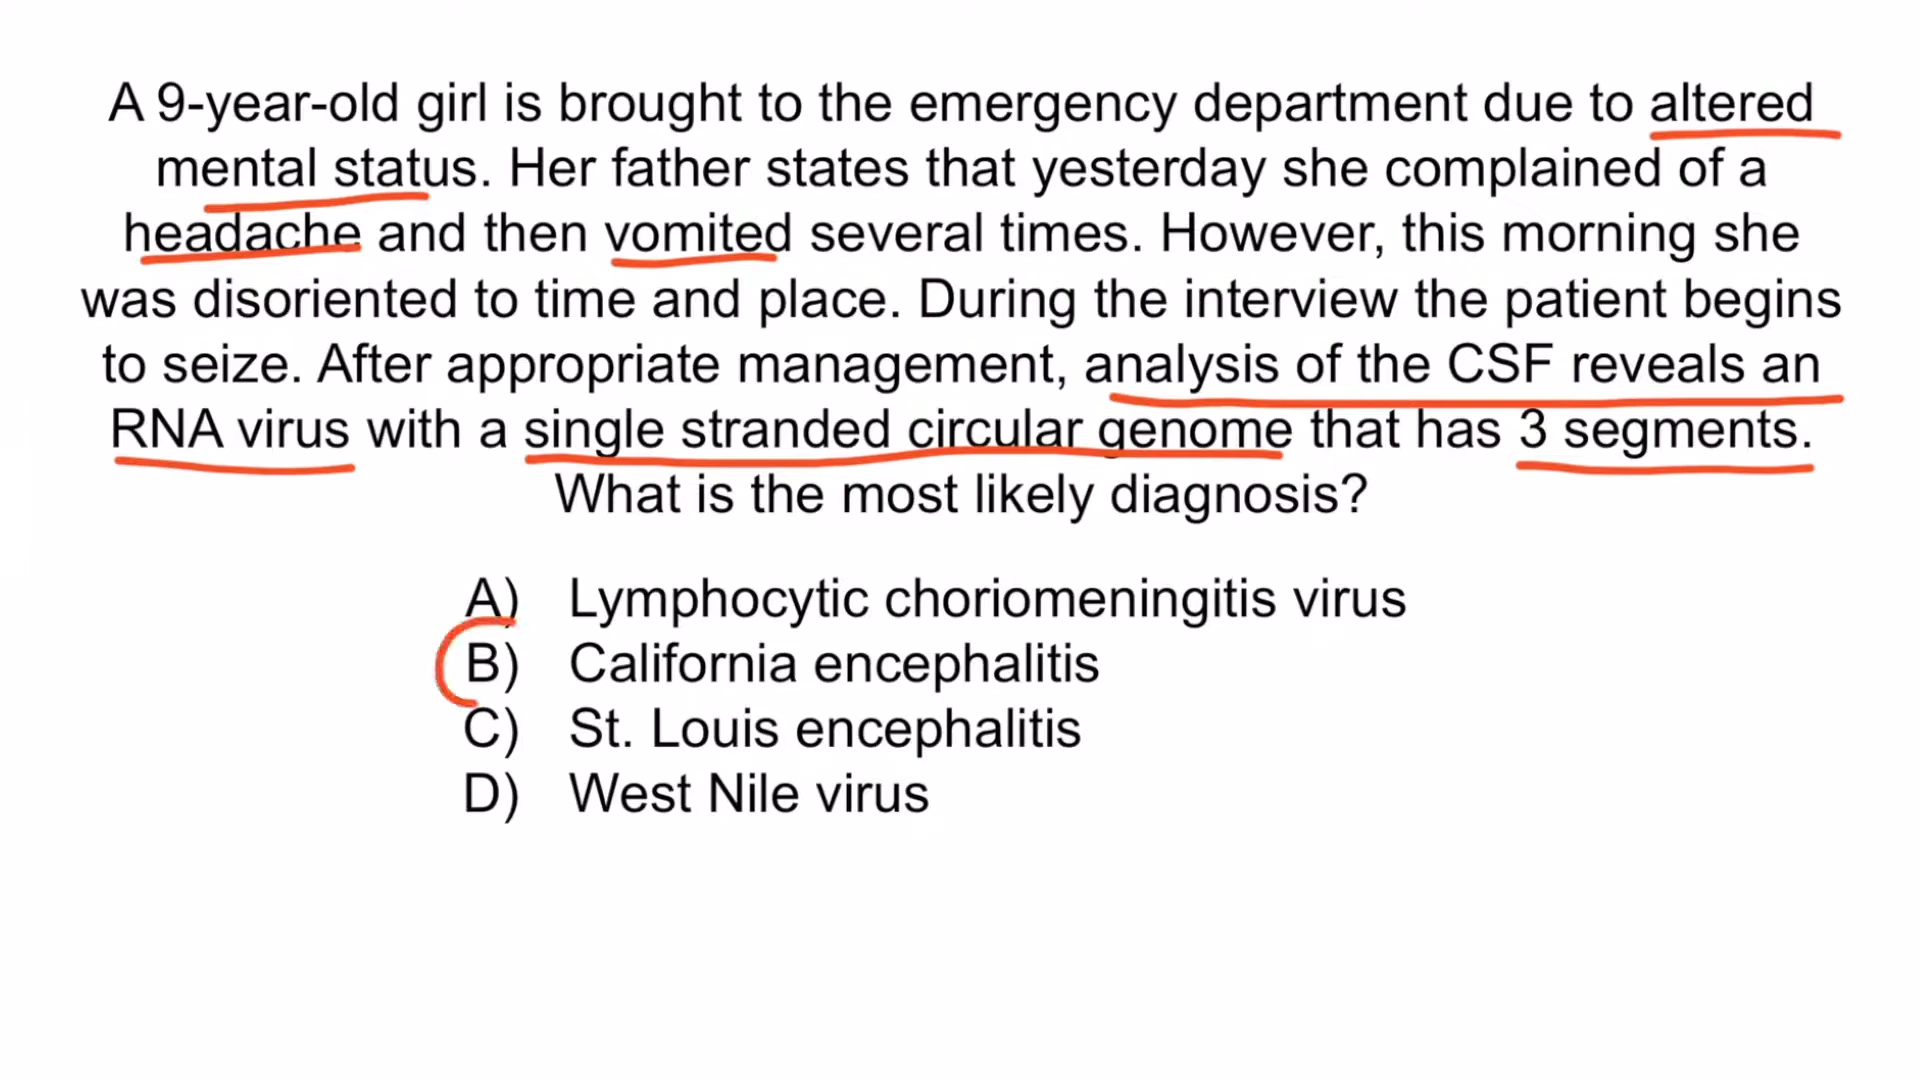 A 9-year-old girl is brought to the emergency department due to altered
mental status. Her father states that yesterday she complained of a
headache and then vomited several times. However, this morning she
was disoriented to time and place. During the interview the patient begins
to seize. After appropriate management, analysis of the CSF reveals an
RNA virus with a single stranded circular genome that has 3 segments.
What is the most likely diagnosis?
A) Lymphocytic choriomeningitis virus
B) California encephalitis
C) St. Louis encephalitis
D) West Nile virus